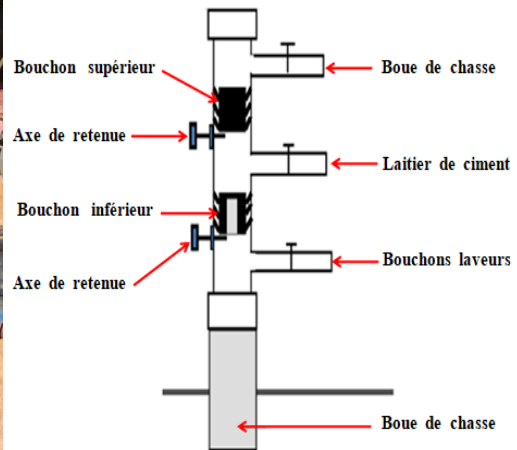 Bouchon supérieur
Boue de chasse
Axe de retenue
Laitier de ciment
Bouchon inférieur
Bouchons laveurs
Axe de retenue
Boue de chasse